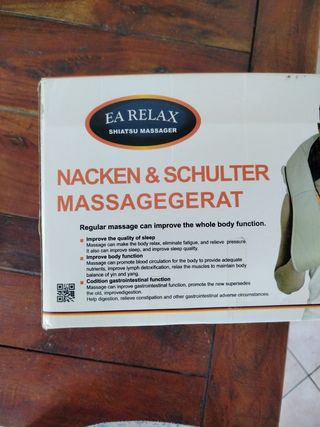 EA RELAX
SHIATSU MASSAGER
NACKEN & SCHULTER
MASSAGEGERAT
Regular massage can improve the whole body function.
Improve the quality of sleep
Massage can make the body relax, eliminate fatigue, and relieve pressure.
It also can improve sleep, and improve sleep quality.
Improve body function
Massage can promote blood circulation for the body to provide adequate
nutrients, improve lymph detoxification, relax the muscles to maintain body
balance of yin and yang.
Codition gastrointestinal function
Massage can improve gastrointestinal function, promote the new supersedes
the old, improvedigestion.
Help digestion, relieve constipation and other gastrointestinal adverse circumstances.